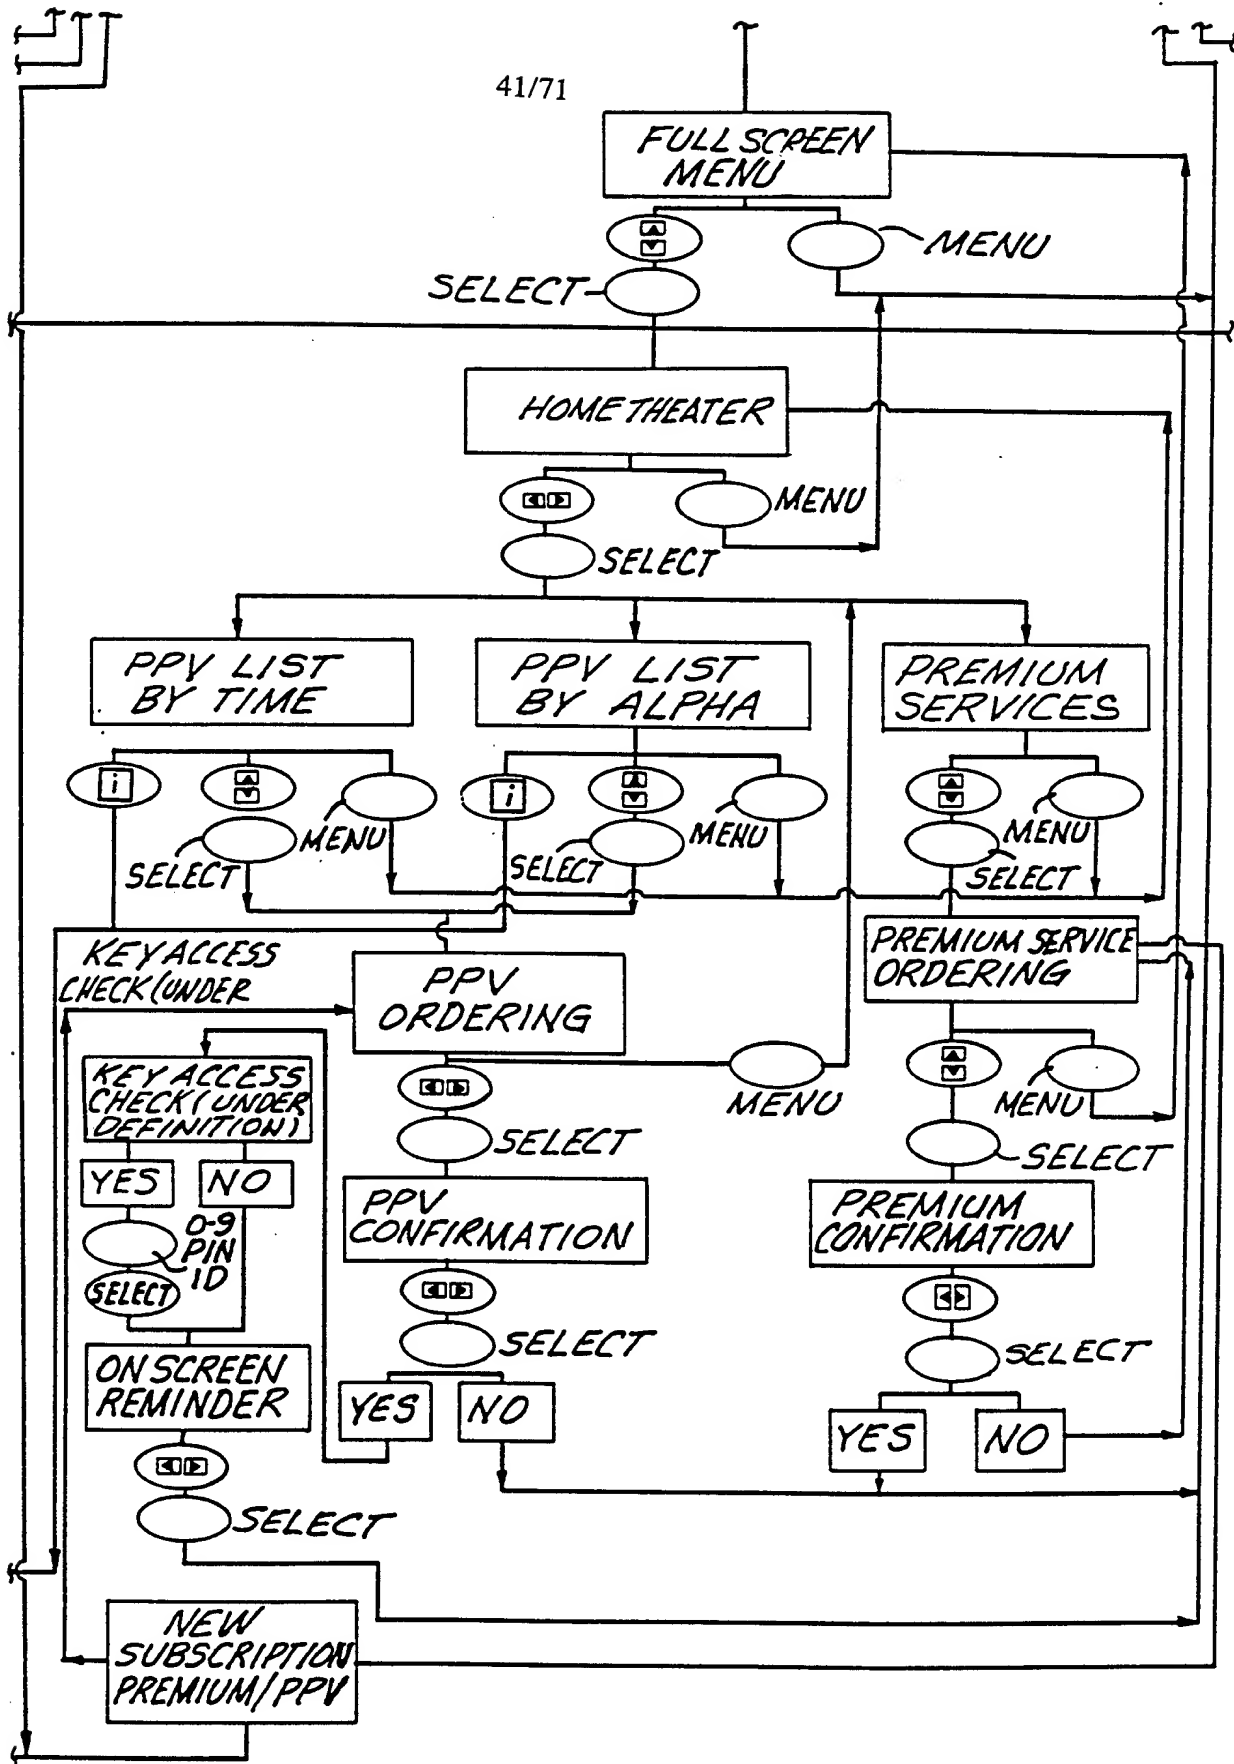 41/71
FULL SCREEN
MENU
MENU
SELECT
HOME THEATER
MENU
SELECT
PPV LIST
BY TIME
PPV LIST
BY ALPHA
PREMIUM
SERVICES
i
MENU
SELECT
i
MENU
SELECT
MENU
SELECT
KEY ACCESS
CHECK (UNDER
PPV
ORDERING
PREMIUM SERVICE
ORDERING
KEY ACCESS
CHECK (UNDER
DEFINITION)
MENU
MENU
SELECT
SELECT
YES
NO
0-9
PIN
ID
SELECT
PPV
CONFIRMATION
PREMIUM
CONFIRMATION
SELECT
SELECT
ON SCREEN
REMINDER
YES
NO
YES
NO
SELECT
NEW
SUBSCRIPTION
PREMIUM/PPV